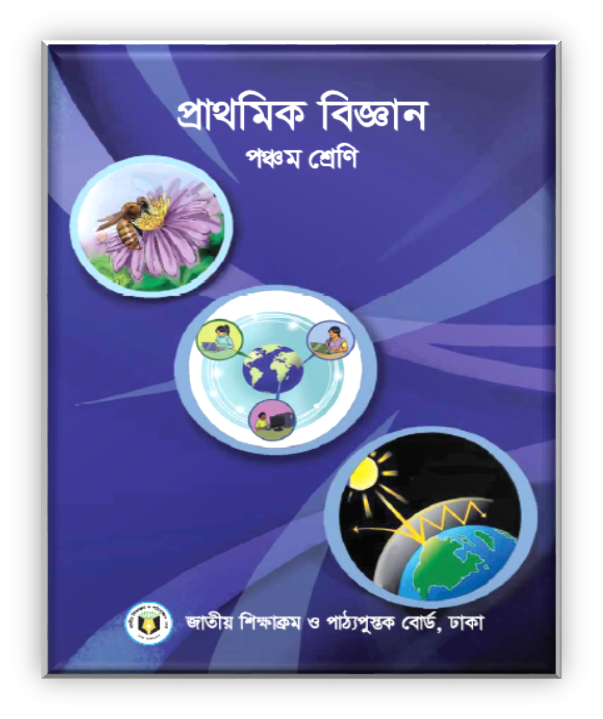 প্রাথমিক বিজ্ঞান
পঞ্চম শ্রেণি
জাতীয় শিক্ষাক্রম ও পাঠ্যপুস্তক বোর্ড, ঢাকা